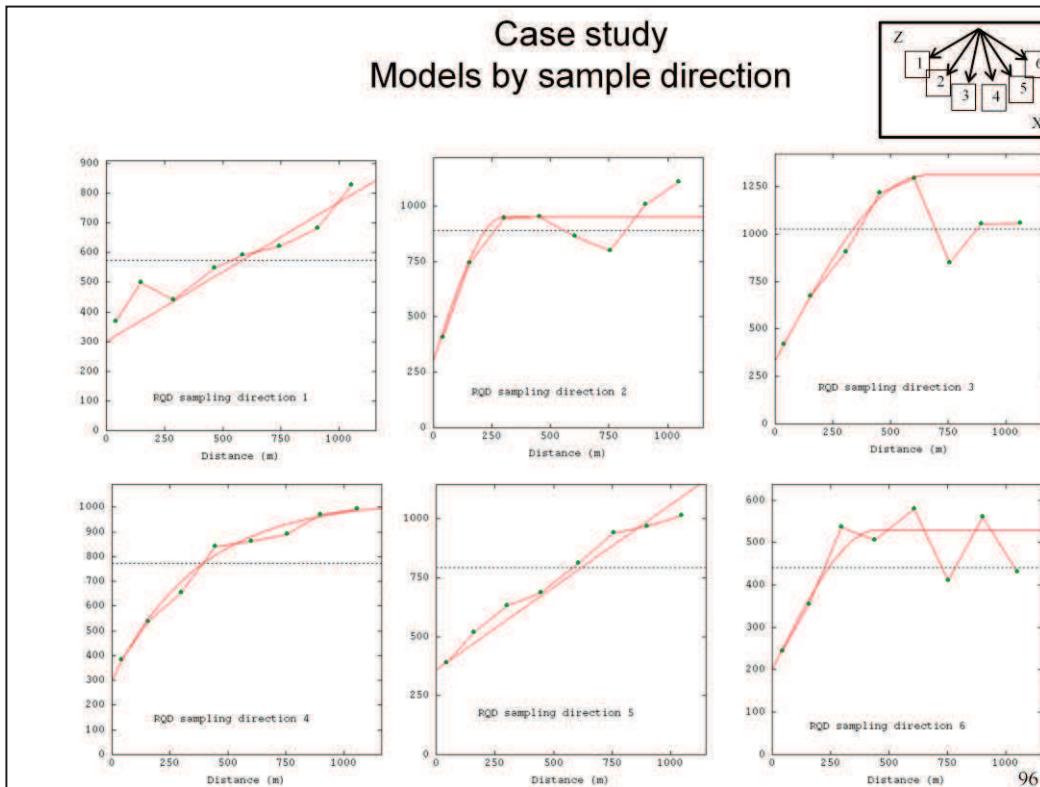 Case study
Models by sample direction
Z
1
2
3
4
5
6
X
900
800
700
600
500
400
300
200
100
0
0 250 500 750 1000
Distance (m)
RQD sampling direction 1
1000
750
500
250
0
0 250 500 750 1000
Distance (m)
RQD sampling direction 2
1250
1000
750
500
250
0
0 250 500 750 1000
Distance (m)
RQD sampling direction 3
1000
900
800
700
600
500
400
300
200
100
0
0 250 500 750 1000
Distance (m)
RQD sampling direction 4
1000
750
500
250
0
0 250 500 750 1000
Distance (m)
RQD sampling direction 5
600
500
400
300
200
100
0
0 250 500 750 1000
Distance (m)
RQD sampling direction 6
96